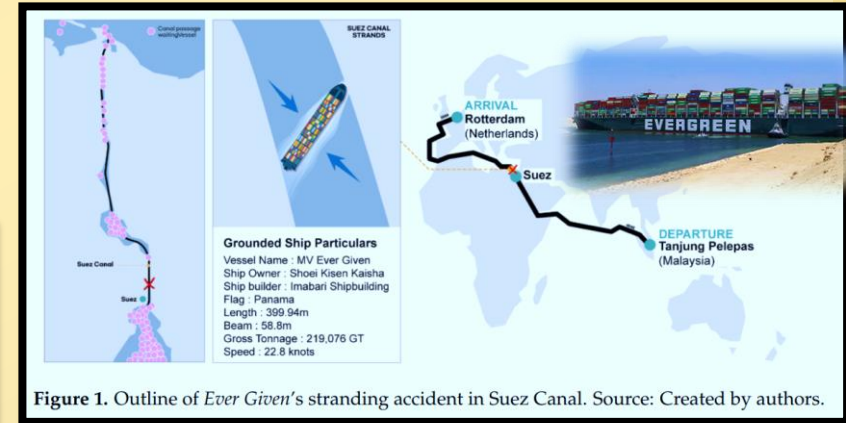 Canal passage
waitingVessel
Suez Canal
Suez
SUEZ CANAL
STRANDS
Grounded Ship Particulars
Vessel Name : MV Ever Given
Ship Owner : Shoei Kisen Kaisha
Ship builder : Imabari Shipbuilding
Flag : Panama
Length : 399.94m
Beam : 58.8m
Gross Tonnage : 219,076 GT
Speed : 22.8 knots
ARRIVAL
Rotterdam
(Netherlands)
Suez
DEPARTURE
Tanjung Pelepas
(Malaysia)
EVERGREEN
Figure 1. Outline of Ever Given's stranding accident in Suez Canal. Source: Created by authors.